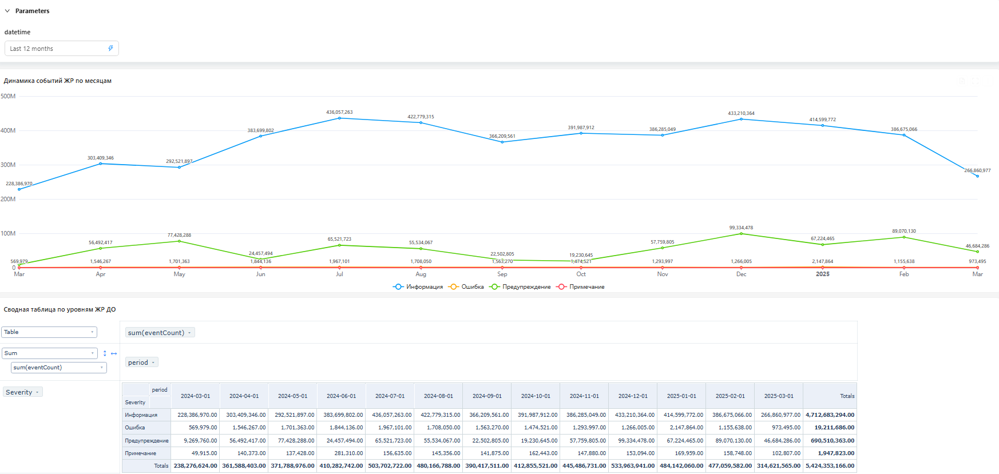 Parameters
datetime
Last 12 months
Динамика событий ЖР по месяцам
500M
436,057,263
422,779,315
433,210,364
414,599,772
400M
383,699,802
366,209,561
391,987,912
386,285,049
386,675,066
303,409,346
292,521,897
300M
266,860,977
228,386,970
200M
100M
56,492,417
77,428,288
24,457,494
65,521,723
55,534,067
22,502,805
19,230,645
57,759,805
99,334,478
67,224,465
89,070,130
46,684,286
569,979
1,546,267
1,701,363
1,844,136
1,967,101
1,708,050
1,563,270
1,474,521
1,293,997
1,266,005
2,147,864
1,155,638
973,495
0
Mar Apr May Jun Jul Aug Sep Oct Nov Dec 2025 Feb Mar
Информация Ошибка Предупреждение Примечание
Сводная таблица по уровням ЖР ДО
Table
sum(eventCount)
Sum
sum(eventCount)
period
Severity
period 2024-03-01 2024-04-01 2024-05-01 2024-06-01 2024-07-01 2024-08-01 2024-09-01 2024-10-01 2024-11-01 2024-12-01 2025-01-01 2025-02-01 2025-03-01 Totals
Severity
Информация 228,386,970.00 303,409,346.00 292,521,897.00 383,699,802.00 436,057,263.00 422,779,315.00 366,209,561.00 391,987,912.00 386,285,049.00 433,210,364.00 414,599,772.00 386,675,066.00 266,860,977.00 4,712,683,294.00
Ошибка 569,979.00 1,546,267.00 1,701,363.00 1,844,136.00 1,967,101.00 1,708,050.00 1,563,270.00 1,474,521.00 1,293,997.00 1,266,005.00 2,147,864.00 1,155,638.00 973,495.00 19,211,686.00
Предупреждение 9,269,760.00 56,492,417.00 77,428,288.00 24,457,494.00 65,521,723.00 55,534,067.00 22,502,805.00 19,230,645.00 57,759,805.00 99,334,478.00 67,224,465.00 89,070,130.00 46,684,286.00 690,510,363.00
Примечание 49,915.00 140,373.00 137,428.00 281,310.00 156,635.00 145,356.00 141,875.00 162,443.00 147,880.00 153,094.00 169,959.00 158,748.00 102,807.00 1,947,823.00
Totals 238,276,624.00 361,588,403.00 371,788,976.00 410,282,742.00 503,702,722.00 480,166,788.00 390,417,511.00 412,855,521.00 445,486,731.00 533,963,941.00 484,142,060.00 477,059,582.00 314,621,565.00 5,424,353,166.00